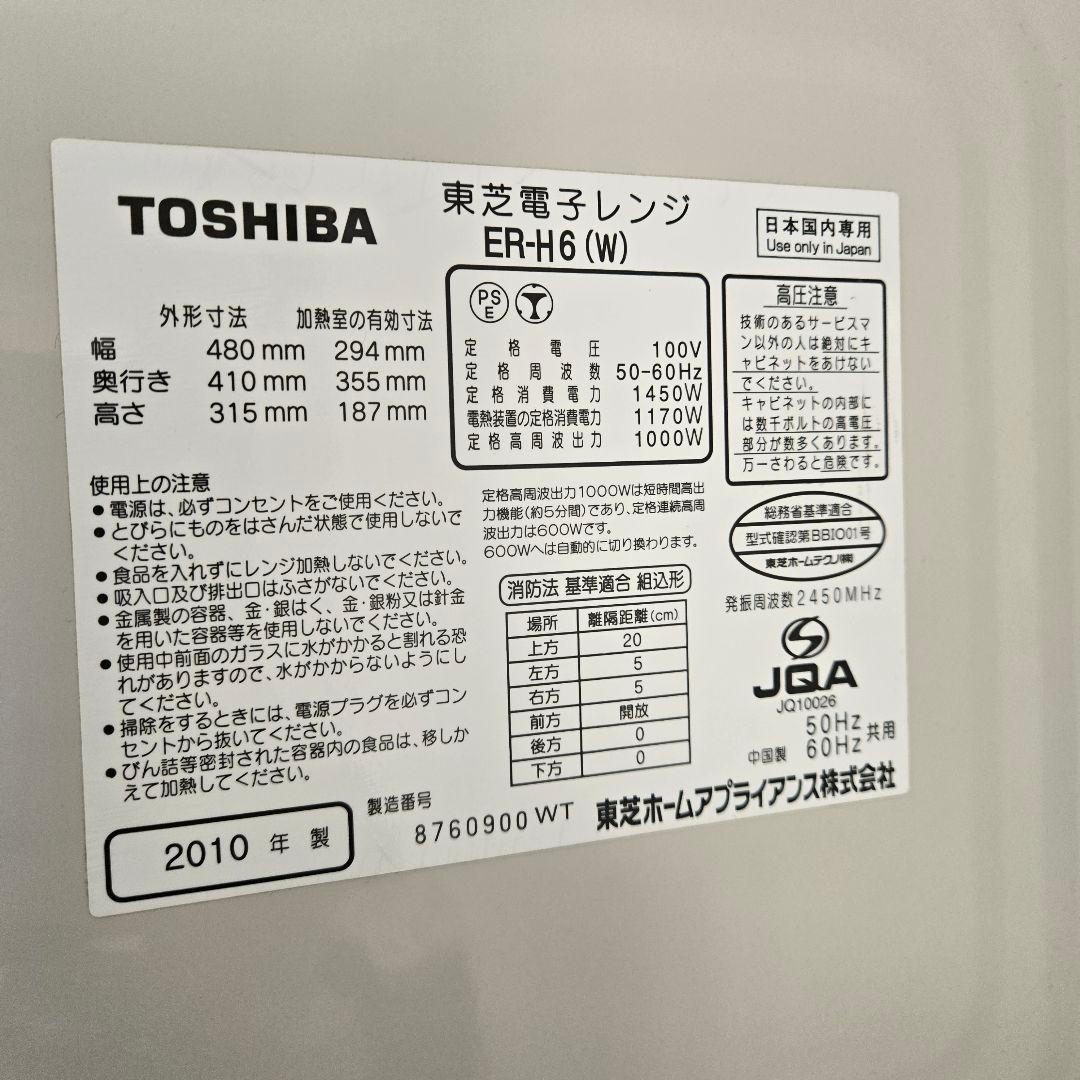 TOSHIBA
東芝電子レンジ
ER-H6(W)
日本国内専用
Use only in Japan
外形寸法 加熱室の有効寸法
幅 480mm 294mm
奥行き 410mm 355mm
高さ 315mm 187mm
PS
E
定格電圧 100V
定格周波数 50-60Hz
定格消費電力 1450W
電熱装置の定格消費電力 1170W
定格高周波出力 1000W
高圧注意
技術のあるサービスマ
ン以外の人は絶対にキ
ャビネットをあけない
でください。
キャビネットの内部に
は数千ボルトの高電圧
部分が数多くあります。
万一さわると危険です。
使用上の注意
●電源は、必ずコンセントをご使用ください。
●とびらにものをはさんだ状態で使用しないで
ください。
●食品を入れずにレンジ加熱しないでください。
●吸入口及び排出口はふさがないでください。
●金属製の容器、金・銀はく、金・銀粉又は針金
を用いた容器等を使用しないでください。
●使用中前面のガラスに水がかかると割れる恐
れがありますので、水がかからないようにし
てください。
●掃除をするときには、電源プラグを必ずコン
セントから抜いてください。
●びん詰等密封された容器内の食品は、移しか
えて加熱してください。
定格高周波出力1000Wは短時間高出
力機能(約5分間)であり、定格連続高周
波出力は600Wです。
600Wへは自動的に切り換わります。
消防法 基準適合 組込形
場所 離隔距離(cm)
上方 20
左方 5
右方 5
前方 開放
後方 0
下方 0
総務省基準適合
型式確認第BBIO01号
東芝ホームテクノ(株)
発振周波数2450MHz
JQA
JQ10026
中国製 50Hz 60Hz 共用
2010年製
製造番号
8760900WT
東芝ホームアプライアンス株式会社